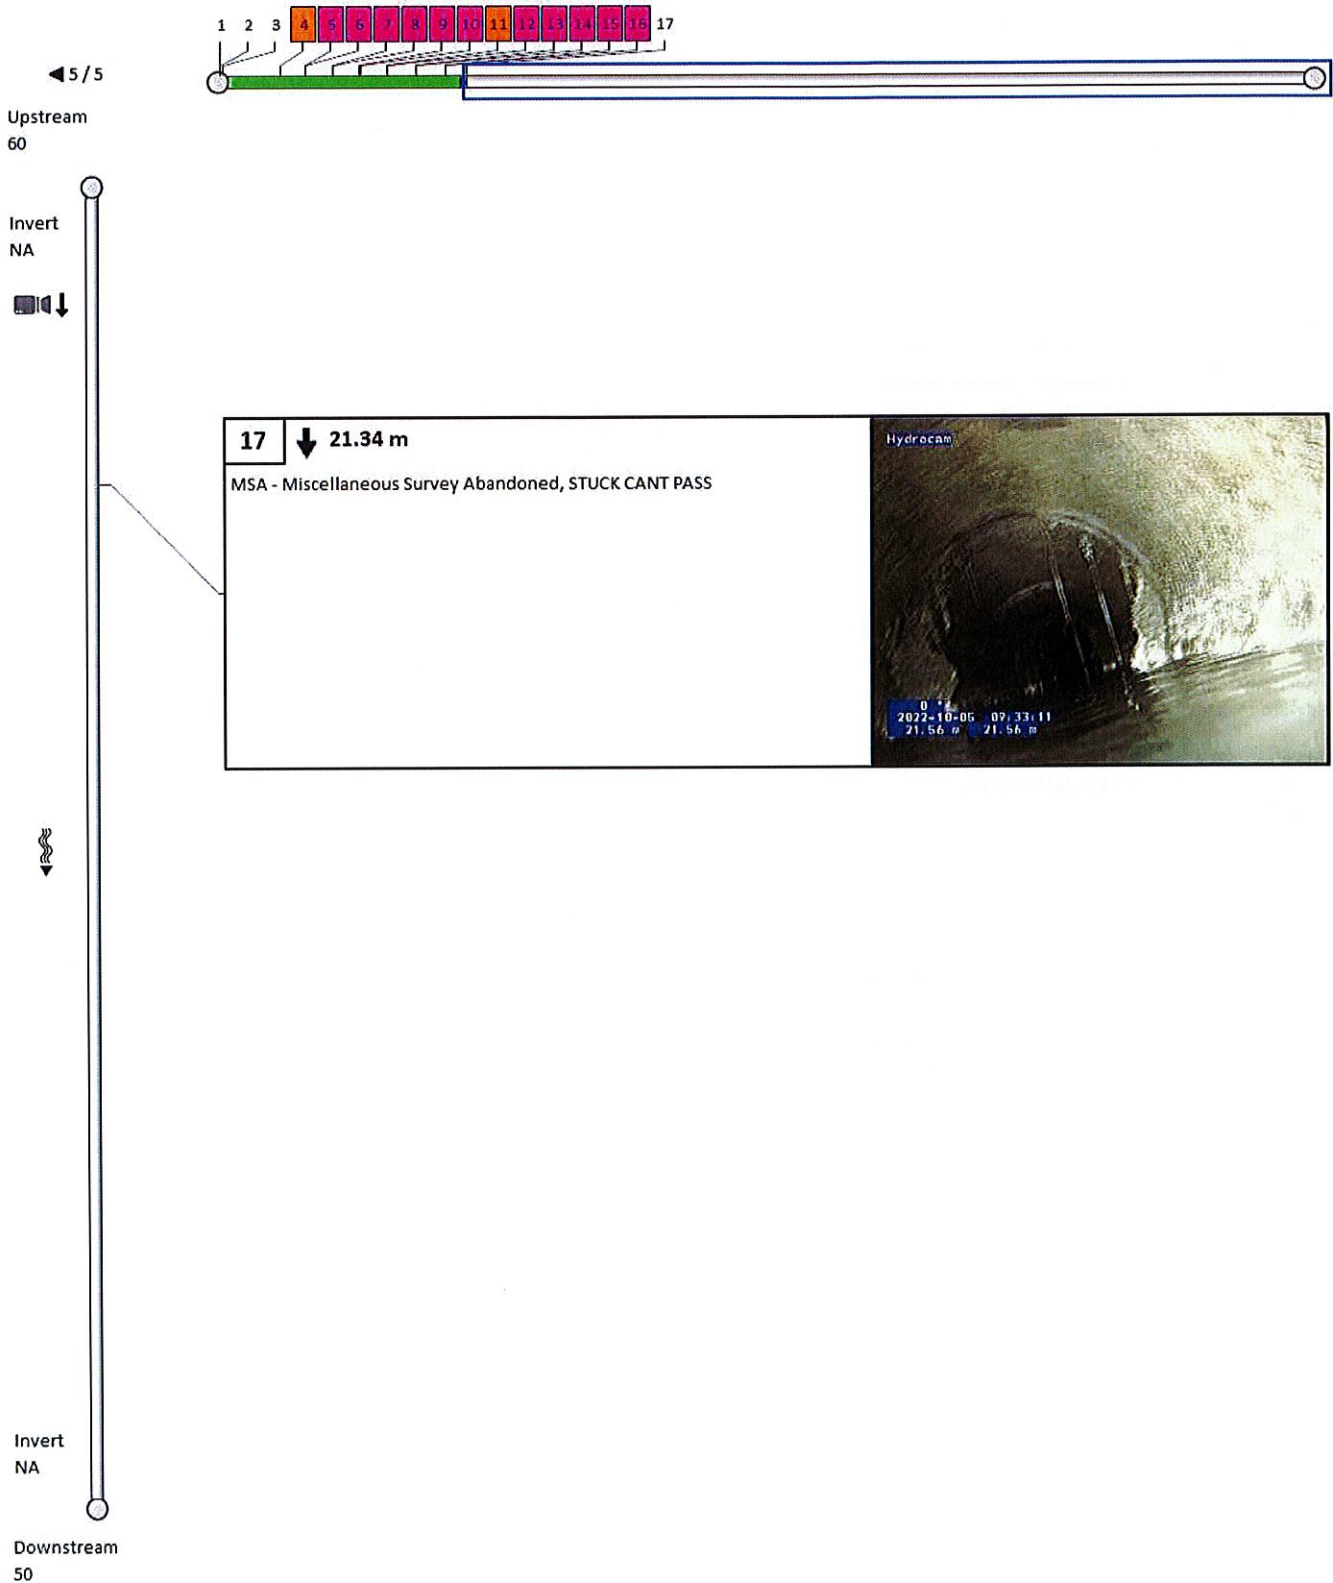 1 2 3 4 5 6 7 8 9 10 11 12 13 14 15 16 17
5 / 5
Upstream
60
Invert
NA
17 21.34 m
MSA - Miscellaneous Survey Abandoned, STUCK CANT PASS
Hydrocam
0
2022-10-05 09:33:11
21.56 m 21.56 m
Invert
NA
Downstream
50